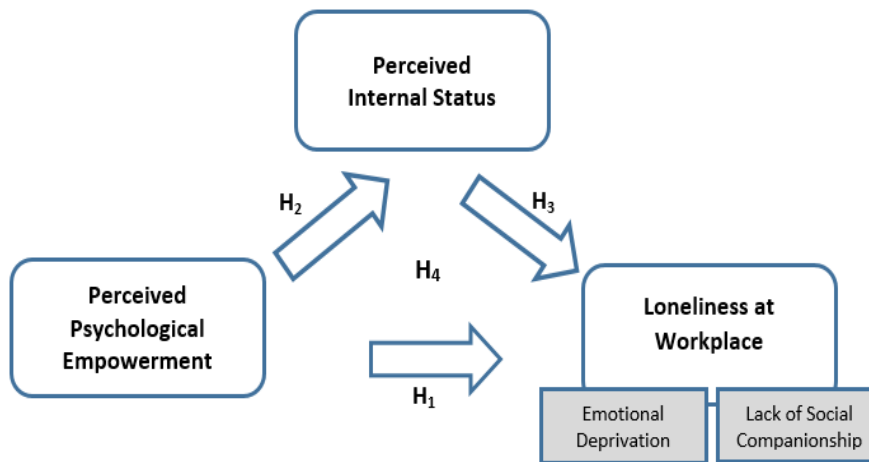 Perceived
Internal Status
H₂
H₃
H₄
Perceived
Psychological
Empowerment
Loneliness at
Workplace
H₁
Emotional
Deprivation
Lack of Social
Companionship